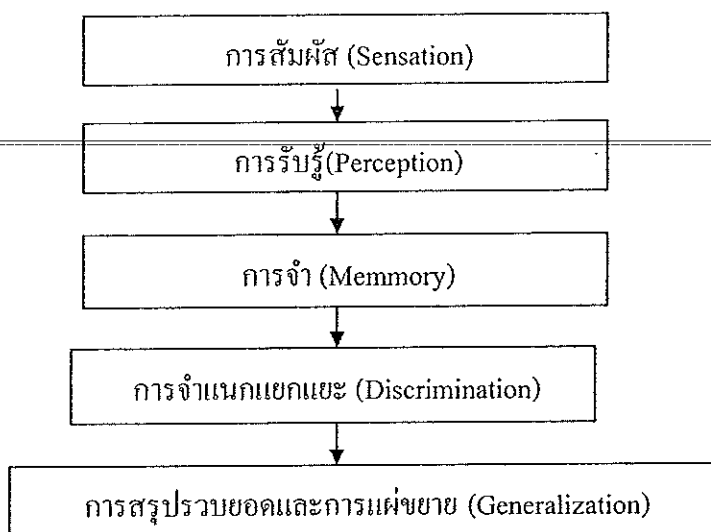 การสัมผัส (Sensation)
การรับรู้(Perception)
การจำ (Memmory)
การจำแนกแยกแยะ (Discrimination)
การสรุปรวบยอดและการแผ่ขยาย (Generalization)